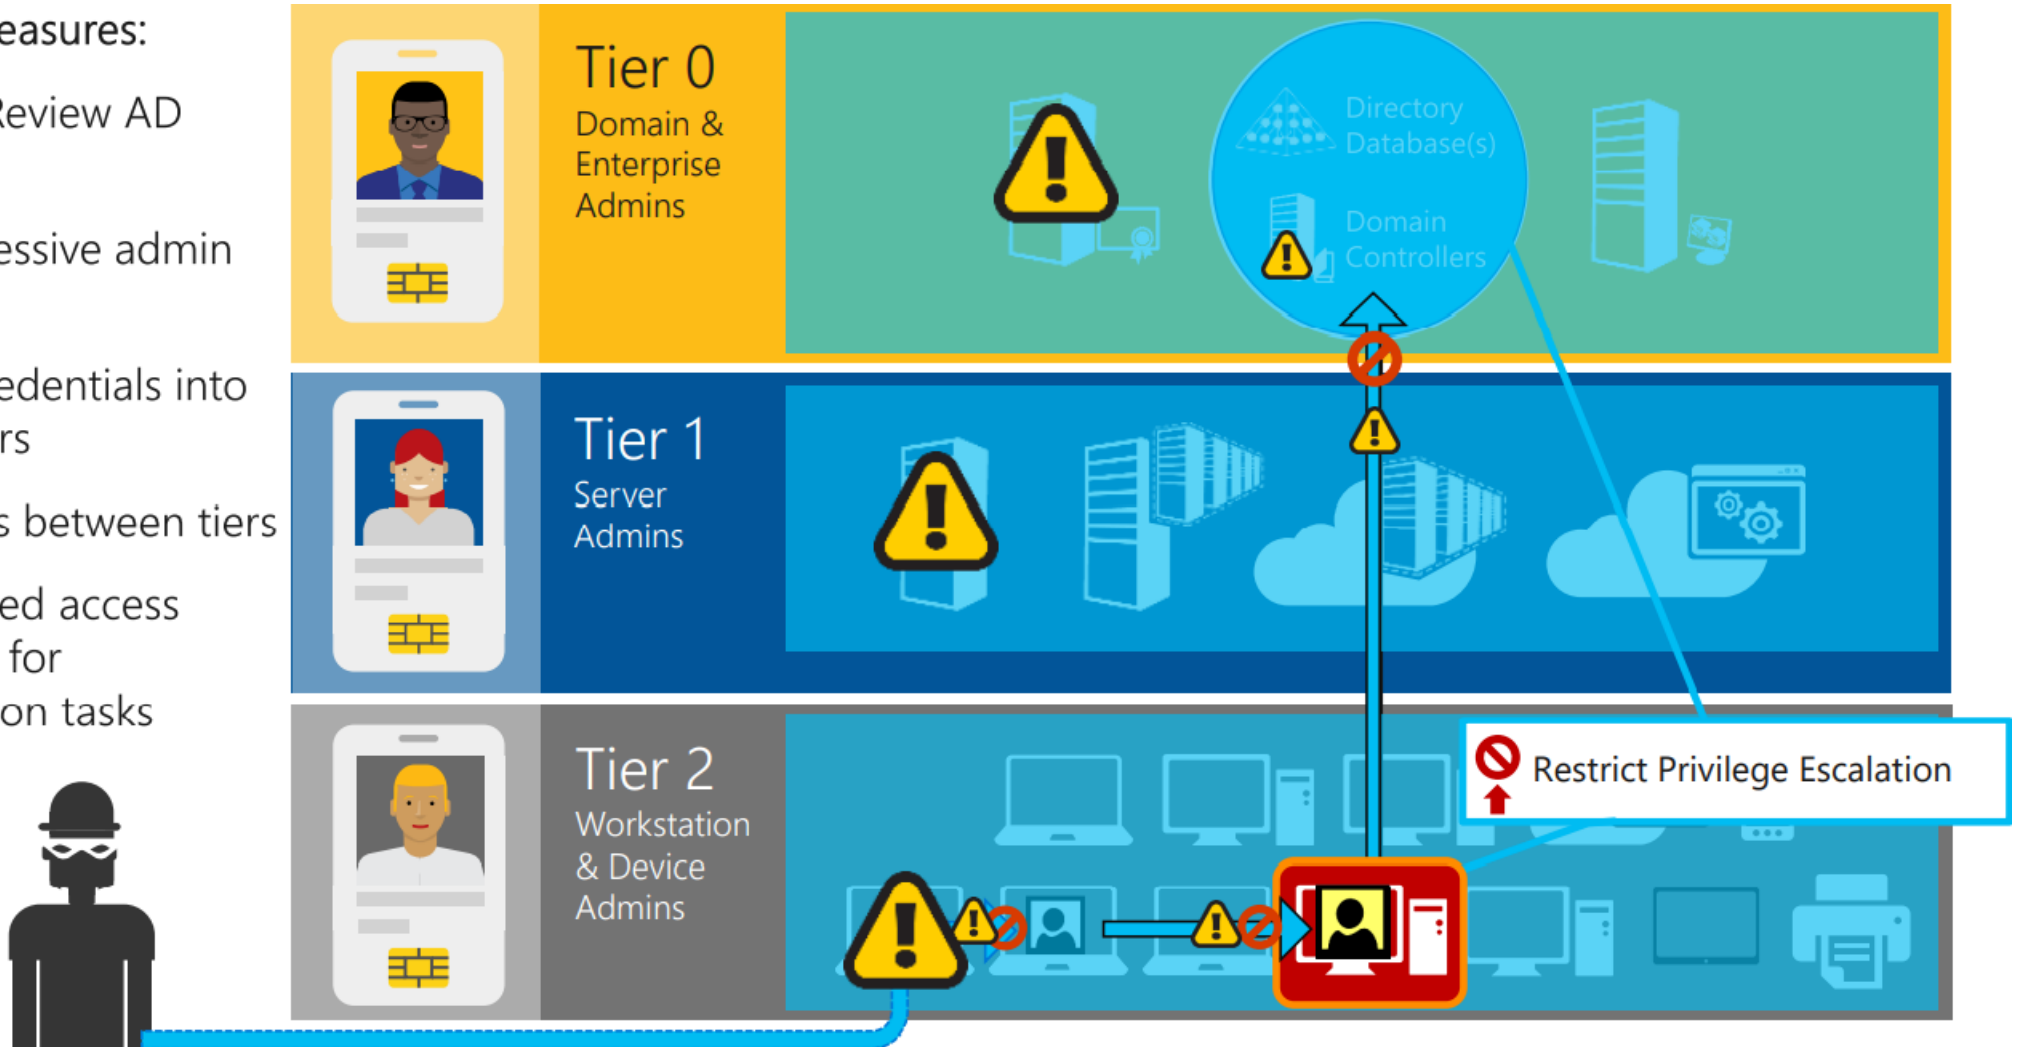 easures:
Review AD
essive admin
edentials into
rs
s between tiers
ed access
for
on tasks
Tier 0
Domain &
Enterprise
Admins
Directory
Database(s)
Domain
Controllers
Tier 1
Server
Admins
Tier 2
Workstation
& Device
Admins
Restrict Privilege Escalation